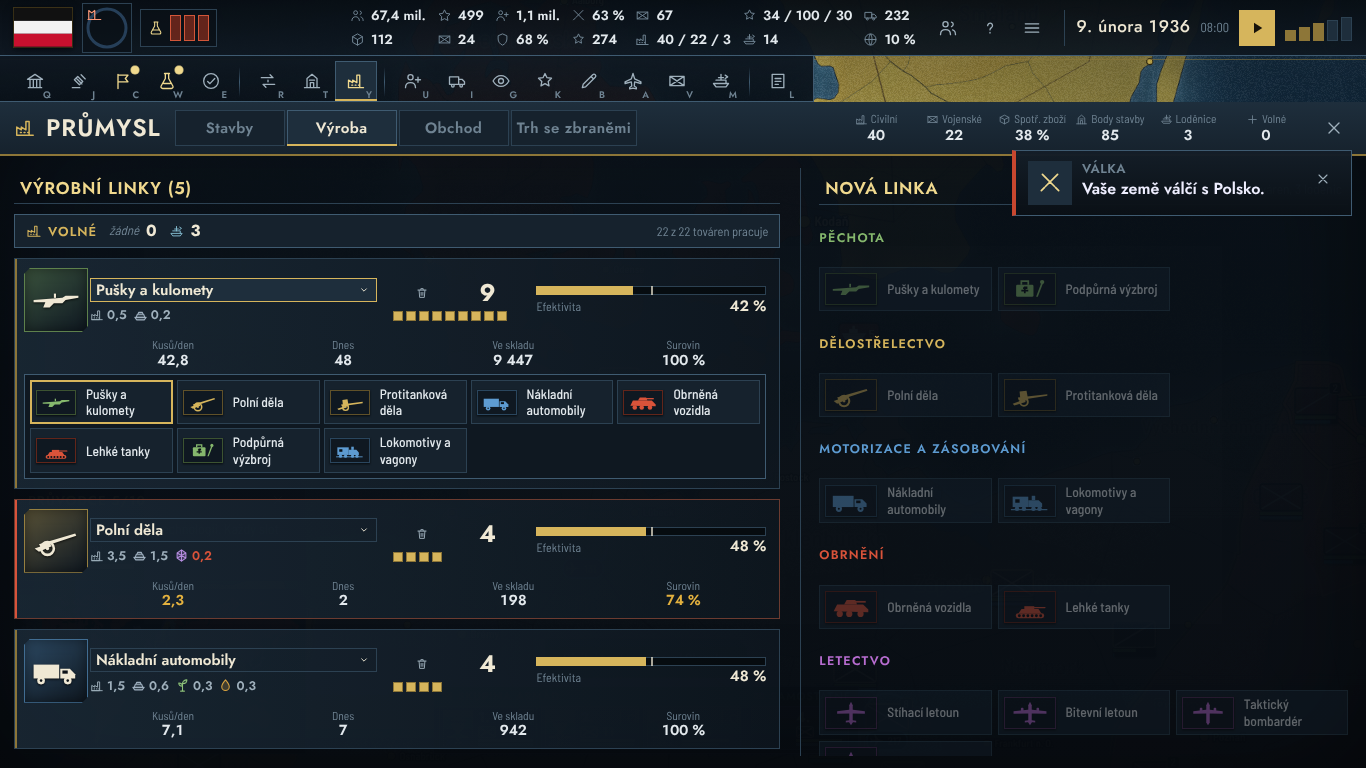 67,4 mil. 499 1,1 mil. 63 % 67 34 / 100 / 30 232
112 24 68 % 274 40 / 22 / 3 14 10 %
? 9. února 1936 08:00
Q J C W E R T Y U I G K B A V M L
PRŮMYSL Stavby Výroba Obchod Trh se zbraněmi
Civilní Vojenské Spotř. zboží Body stavby Loděnice Volné
40 22 38 % 85 3 0
VÁLKA
Vaše země válčí s Polsko.
VÝROBNÍ LINKY (5)
VOLNÉ žádné 0 3 22 z 22 továren pracuje
Pušky a kulomety 9
0,5 0,2
Efektivita 42 %
Kusů/den Dnes Ve skladu Surovin
42,8 48 9 447 100 %
Pušky a kulomety
Polní děla
Protitanková děla
Nákladní automobily
Obrněná vozidla
Lehké tanky
Podpůrná výzbroj
Lokomotivy a vagony
Polní děla 4
3,5 1,5 0,2
Efektivita 48 %
Kusů/den Dnes Ve skladu Surovin
2,3 2 198 74 %
Nákladní automobily 4
1,5 0,6 0,3 0,3
Efektivita 48 %
Kusů/den Dnes Ve skladu Surovin
7,1 7 942 100 %
NOVÁ LINKA
PĚCHOTA
Pušky a kulomety Podpůrná výzbroj
DĚLOSTŘELECTVO
Polní děla Protitanková děla
MOTORIZACE A ZÁSOBOVÁNÍ
Nákladní automobily
Lokomotivy a vagony
OBRNĚNÍ
Obrněná vozidla Lehké tanky
LETECTVO
Stíhací letoun Bitevní letoun
Taktický bombardér